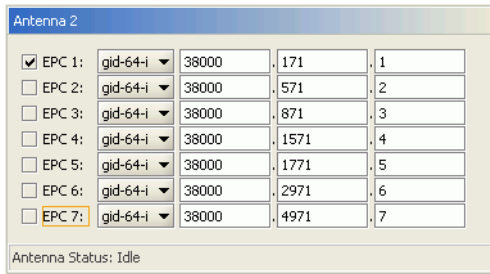 Antenna 2
EPC 1: gid-64-i 38000 . 171 . 1
EPC 2: gid-64-i 38000 . 571 . 2
EPC 3: gid-64-i 38000 . 871 . 3
EPC 4: gid-64-i 38000 . 1571 . 4
EPC 5: gid-64-i 38000 . 1771 . 5
EPC 6: gid-64-i 38000 . 2971 . 6
EPC 7: gid-64-i 38000 . 4971 . 7
Antenna Status: Idle